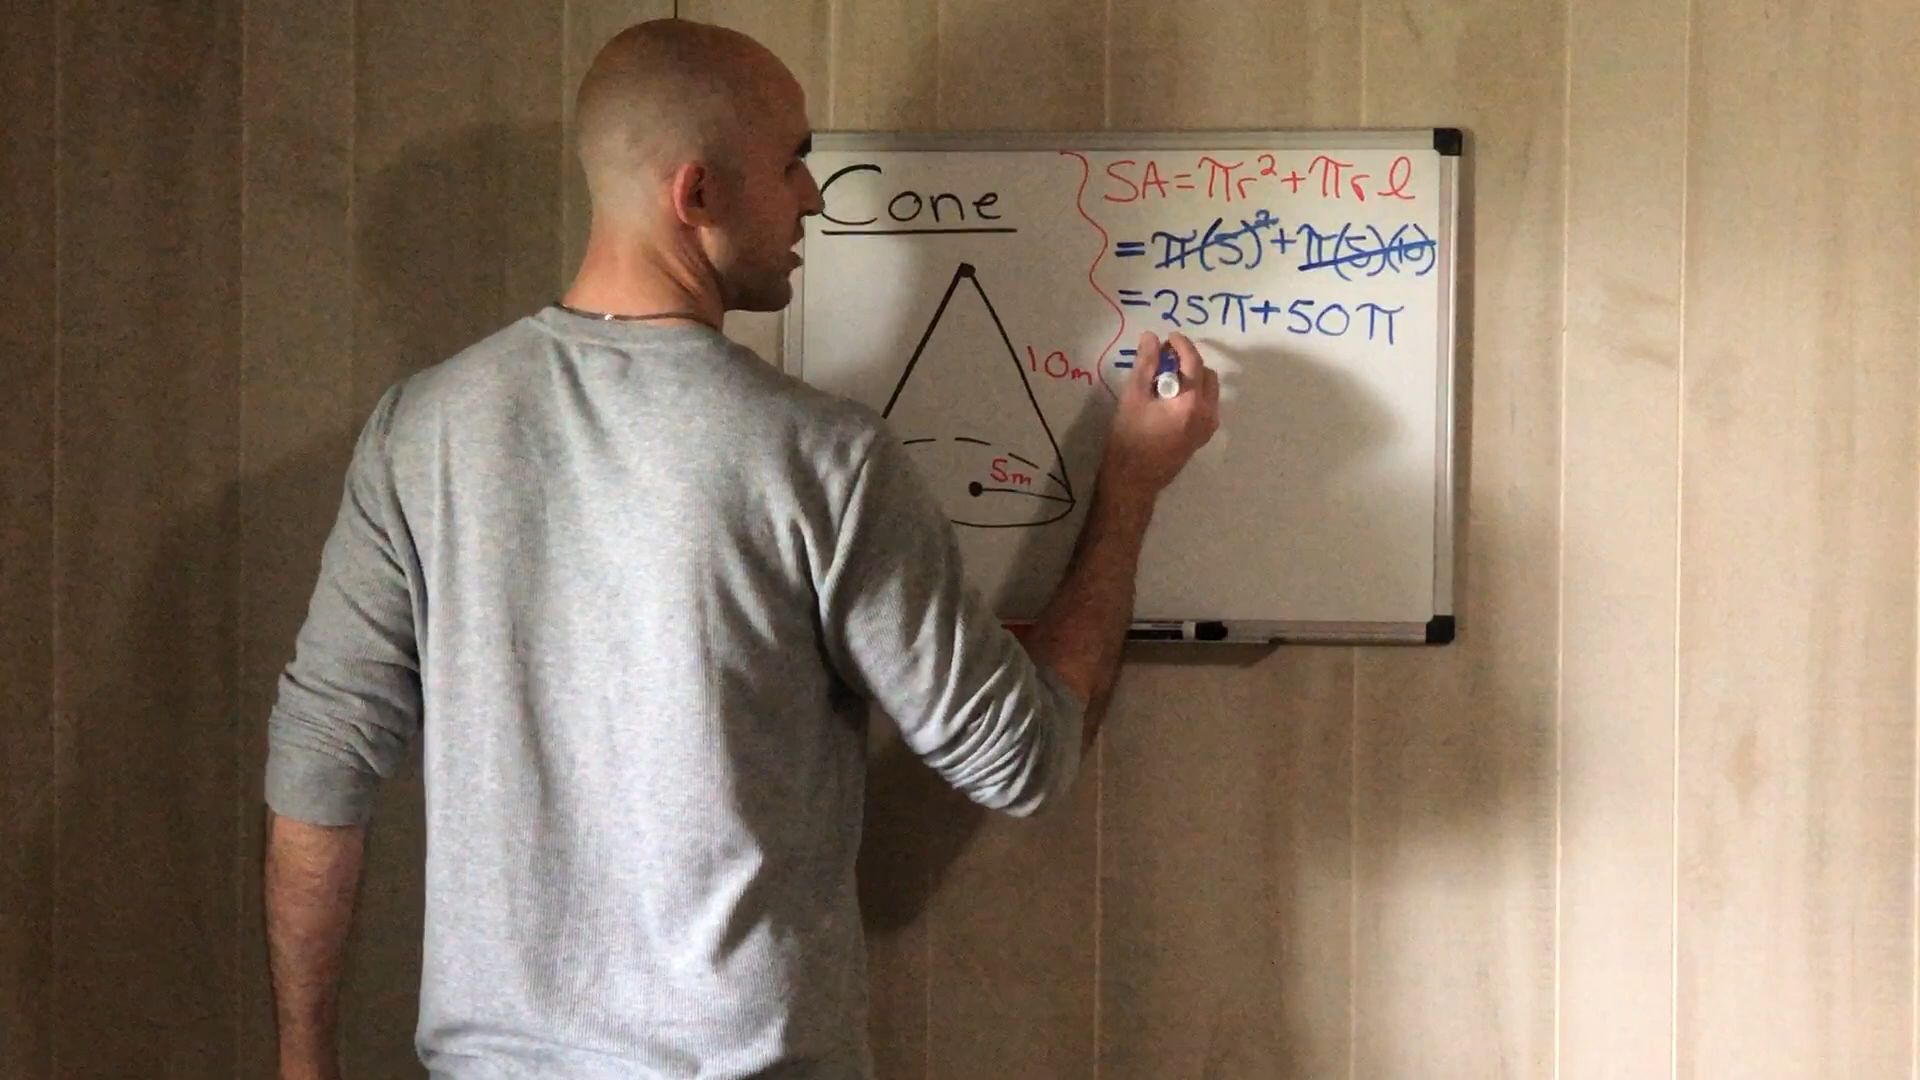 Cone
SA=πr²+πrl
=π(5)²+π(5)(10)
=25π+50π
=
10m
5m